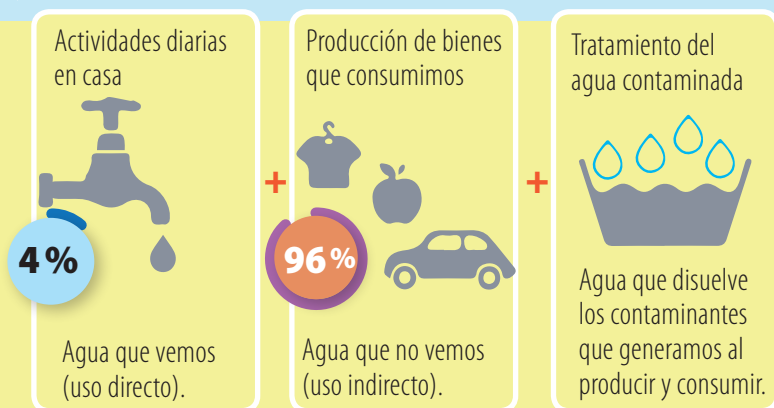 Actividades diarias
en casa
4 %
Agua que vemos
(uso directo).
+
Producción de bienes
que consumimos
96 %
Agua que no vemos
(uso indirecto).
+
Tratamiento del
agua contaminada
Agua que disuelve
los contaminantes
que generamos al
producir y consumir.